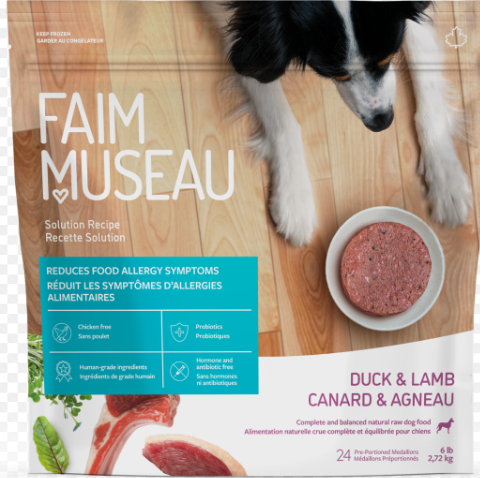 KEEP FROZEN
GARDER AU CONGÉLATEUR
FAIM
MUSEAU
Solution Recipe
Recette Solution
REDUCES FOOD ALLERGY SYMPTOMS
RÉDUIT LES SYMPTÔMES D'ALLERGIES
ALIMENTAIRES
Chicken free
Sans poulet
Probiotics
Probiotiques
Human-grade ingredients
Ingrédients de grade humain
Hormone and
antibiotic free
Sans hormones
ni antibiotiques
DUCK & LAMB
CANARD & AGNEAU
Complete and balanced natural raw dog food
Alimentation naturelle crue complète et équilibrée pour chiens
24 Pre-Portioned Medallions
Médallions Préportionnés
6 lb
2,72 kg